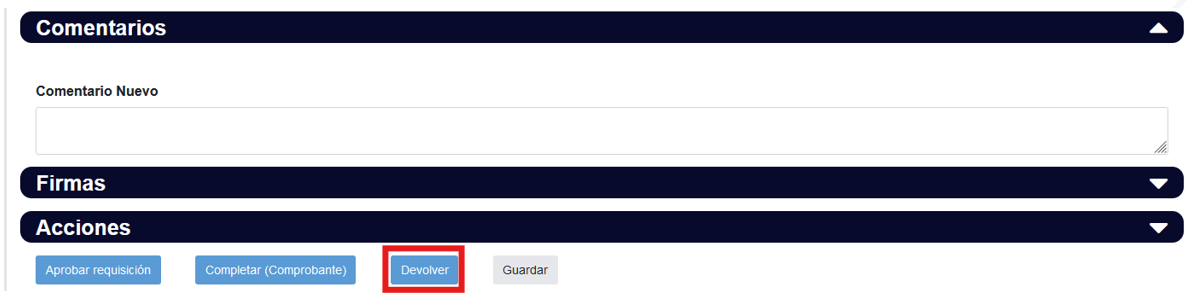 Comentarios
Comentario Nuevo
Firmas
Acciones
Aprobar requisición Completar (Comprobante) Devolver Guardar